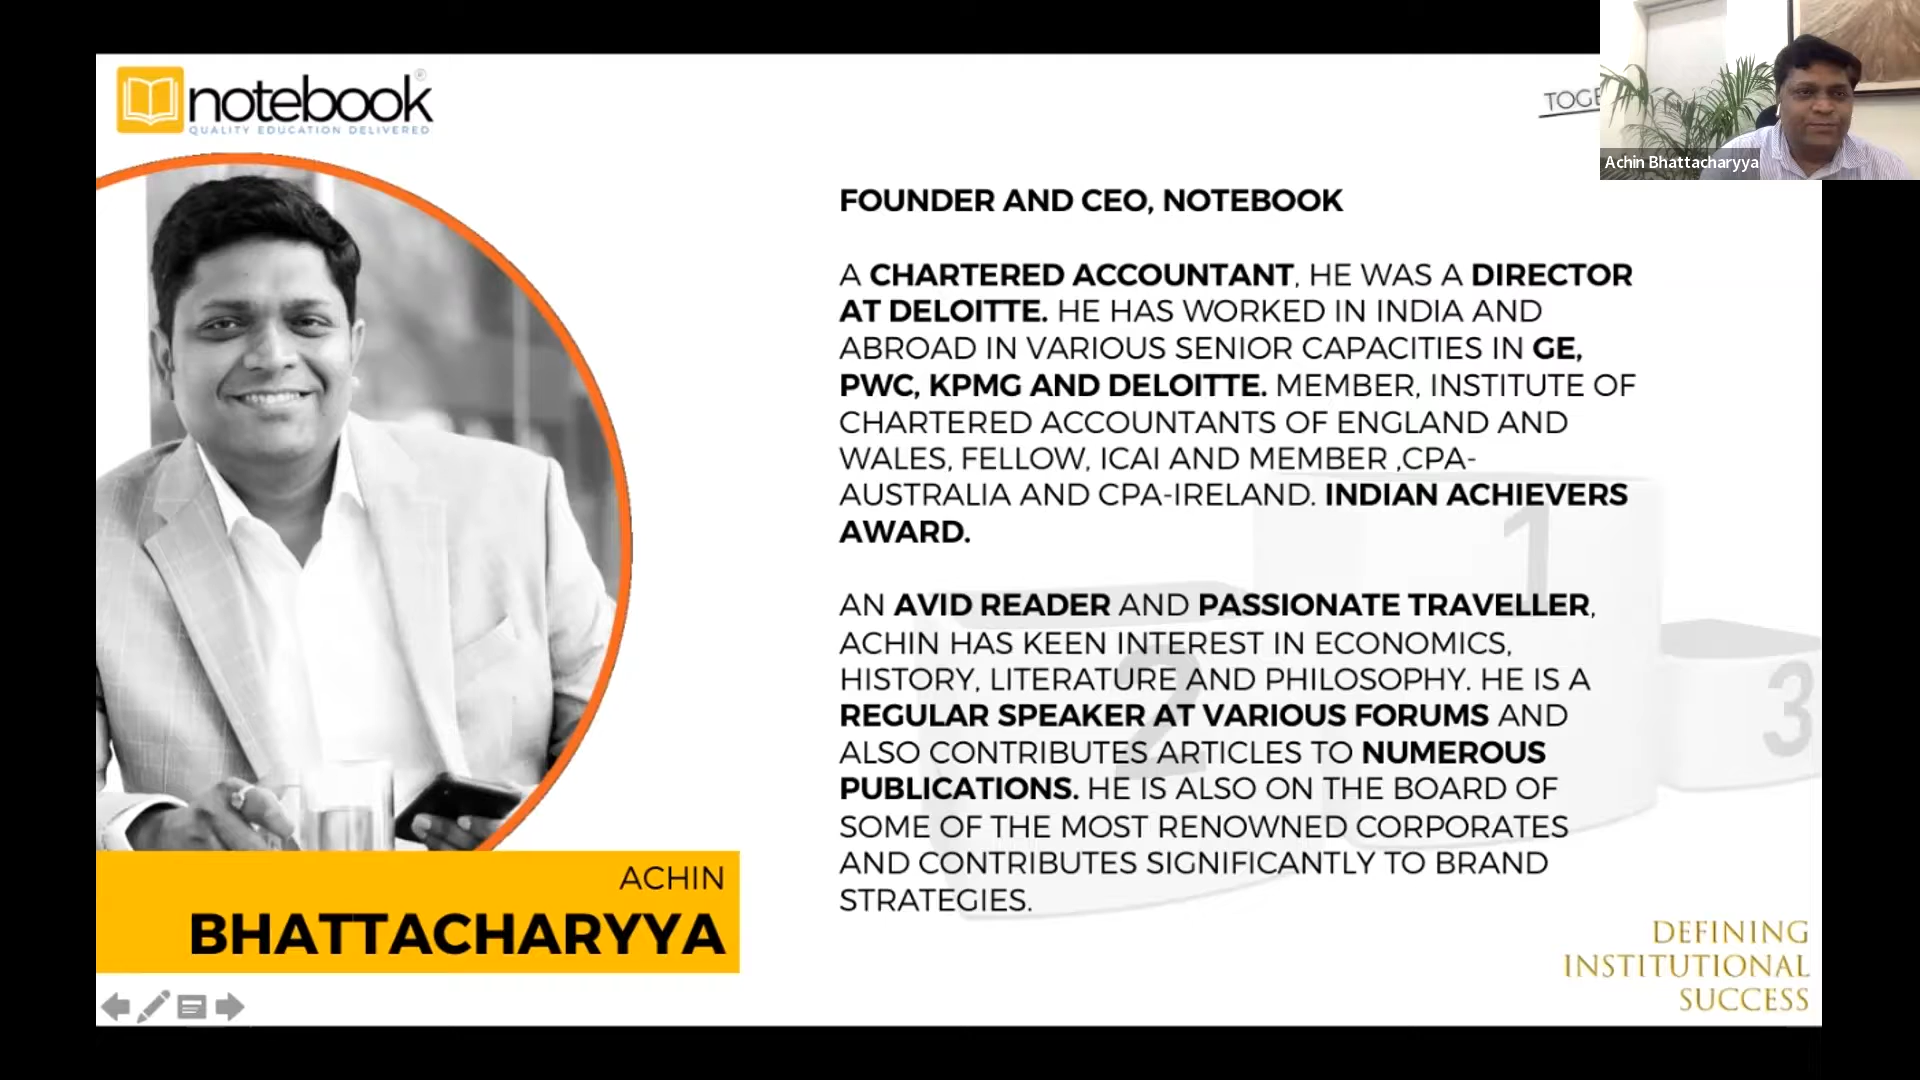 notebook®
QUALITY EDUCATION DELIVERED
Achin Bhattacharyya
FOUNDER AND CEO, NOTEBOOK
A CHARTERED ACCOUNTANT, HE WAS A DIRECTOR
AT DELOITTE. HE HAS WORKED IN INDIA AND
ABROAD IN VARIOUS SENIOR CAPACITIES IN GE,
PWC, KPMG AND DELOITTE. MEMBER, INSTITUTE OF
CHARTERED ACCOUNTANTS OF ENGLAND AND
WALES, FELLOW, ICAI AND MEMBER ,CPA-
AUSTRALIA AND CPA-IRELAND. INDIAN ACHIEVERS
AWARD.
AN AVID READER AND PASSIONATE TRAVELLER,
ACHIN HAS KEEN INTEREST IN ECONOMICS,
HISTORY, LITERATURE AND PHILOSOPHY. HE IS A
REGULAR SPEAKER AT VARIOUS FORUMS AND
ALSO CONTRIBUTES ARTICLES TO NUMEROUS
PUBLICATIONS. HE IS ALSO ON THE BOARD OF
SOME OF THE MOST RENOWNED CORPORATES
AND CONTRIBUTES SIGNIFICANTLY TO BRAND
STRATEGIES.
1
2
3
ACHIN
BHATTACHARYYA
DEFINING
INSTITUTIONAL
SUCCESS